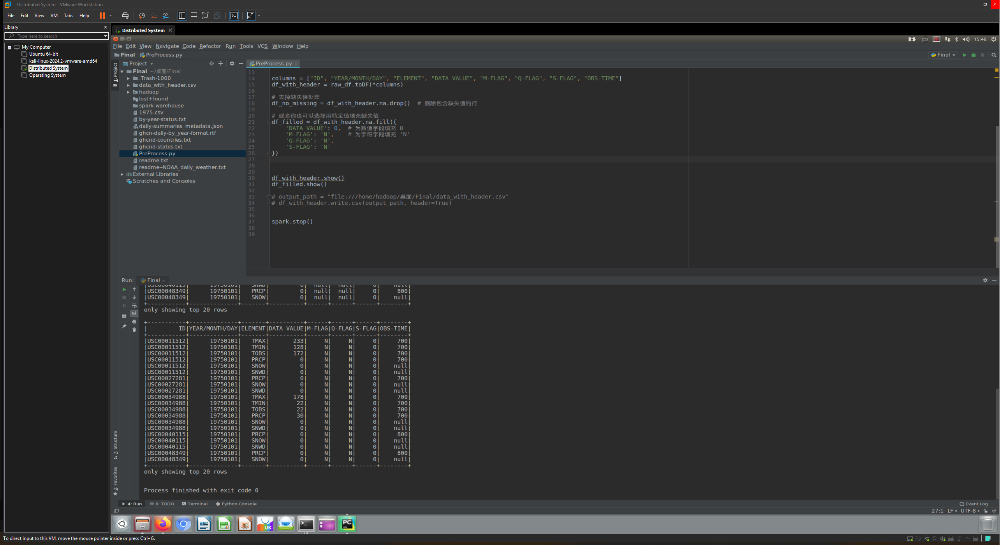 Distributed System - VMware Workstation
File Edit View VM Tabs Help
Library
Type here to search
My Computer
Ubuntu 64-bit
kali-linux-2024.2-vmware-amd64
Distributed System
Operating System
Distributed System
15:48
File Edit View Navigate Code Refactor Run Tools VCS Window Help
Final PreProcess.py
Final
1: Project
Project
PreProcess.py
Final ~/桌面/Final
.Trash-1000
data_with_header.csv
hadoop
lost+found
spark-warehouse
1975.csv
by-year-status.txt
daily-summaries_metadata.json
ghcn-daily-by_year-format.rtf
ghcnd-countries.txt
ghcnd-states.txt
PreProcess.py
readme.txt
readme--NOAA_daily_weather.txt
External Libraries
Scratches and Consoles
13
14 columns = ["ID", "YEAR/MONTH/DAY", "ELEMENT", "DATA VALUE", "M-FLAG", "Q-FLAG", "S-FLAG", "OBS-TIME"]
15 df_with_header = raw_df.toDF(*columns)
16
17 # 去掉缺失值处理
18 df_no_missing = df_with_header.na.drop()  # 删除包含缺失值的行
19
20 # 或者你也可以选择用特定值填充缺失值
21 df_filled = df_with_header.na.fill({
22     'DATA VALUE': 0,  # 为数值字段填充 0
23     'M-FLAG': 'N',    # 为字符字段填充 'N'
24     'Q-FLAG': 'N',
25     'S-FLAG': 'N'
26 })
27
28
29
30 df_with_header.show()
31 df_filled.show()
32
33 # output_path = "file:///home/hadoop/桌面/Final/data_with_header.csv"
34 # df_with_header.write.csv(output_path, header=True)
35
36
37 spark.stop()
38
39
Run: Final
|USC00040115|      19750101|   SNWD|         0|  null|  null|     0|    null|
|USC00048349|      19750101|   PRCP|         0|  null|  null|     0|     800|
|USC00048349|      19750101|   SNOW|         0|  null|  null|     0|    null|
+-----------+--------------+-------+----------+------+------+------+--------+
only showing top 20 rows
+-----------+--------------+-------+----------+------+------+------+--------+
|         ID|YEAR/MONTH/DAY|ELEMENT|DATA VALUE|M-FLAG|Q-FLAG|S-FLAG|OBS-TIME|
+-----------+--------------+-------+----------+------+------+------+--------+
|USC00011512|      19750101|   TMAX|       233|     N|     N|     0|     700|
|USC00011512|      19750101|   TMIN|       128|     N|     N|     0|     700|
|USC00011512|      19750101|   TOBS|       172|     N|     N|     0|     700|
|USC00011512|      19750101|   PRCP|         0|     N|     N|     0|     700|
|USC00011512|      19750101|   SNOW|         0|     N|     N|     0|    null|
|USC00011512|      19750101|   SNWD|         0|     N|     N|     0|    null|
|USC00027281|      19750101|   PRCP|         0|     N|     N|     0|     700|
|USC00027281|      19750101|   SNOW|         0|     N|     N|     0|    null|
|USC00027281|      19750101|   SNWD|         0|     N|     N|     0|    null|
|USC00034988|      19750101|   TMAX|       178|     N|     N|     0|     700|
|USC00034988|      19750101|   TMIN|        22|     N|     N|     0|     700|
|USC00034988|      19750101|   TOBS|        22|     N|     N|     0|     700|
|USC00034988|      19750101|   PRCP|        30|     N|     N|     0|     700|
|USC00034988|      19750101|   SNOW|         0|     N|     N|     0|    null|
|USC00034988|      19750101|   SNWD|         0|     N|     N|     0|    null|
|USC00040115|      19750101|   PRCP|         0|     N|     N|     0|     800|
|USC00040115|      19750101|   SNOW|         0|     N|     N|     0|    null|
|USC00040115|      19750101|   SNWD|         0|     N|     N|     0|    null|
|USC00048349|      19750101|   PRCP|         0|     N|     N|     0|     800|
|USC00048349|      19750101|   SNOW|         0|     N|     N|     0|    null|
+-----------+--------------+-------+----------+------+------+------+--------+
only showing top 20 rows
Process finished with exit code 0
7: Structure
2: Favorites
4: Run 6: TODO Terminal Python Console
Event Log
27:1 LF UTF-8
UK
PC
To direct input to this VM, move the mouse pointer inside or press Ctrl+G.